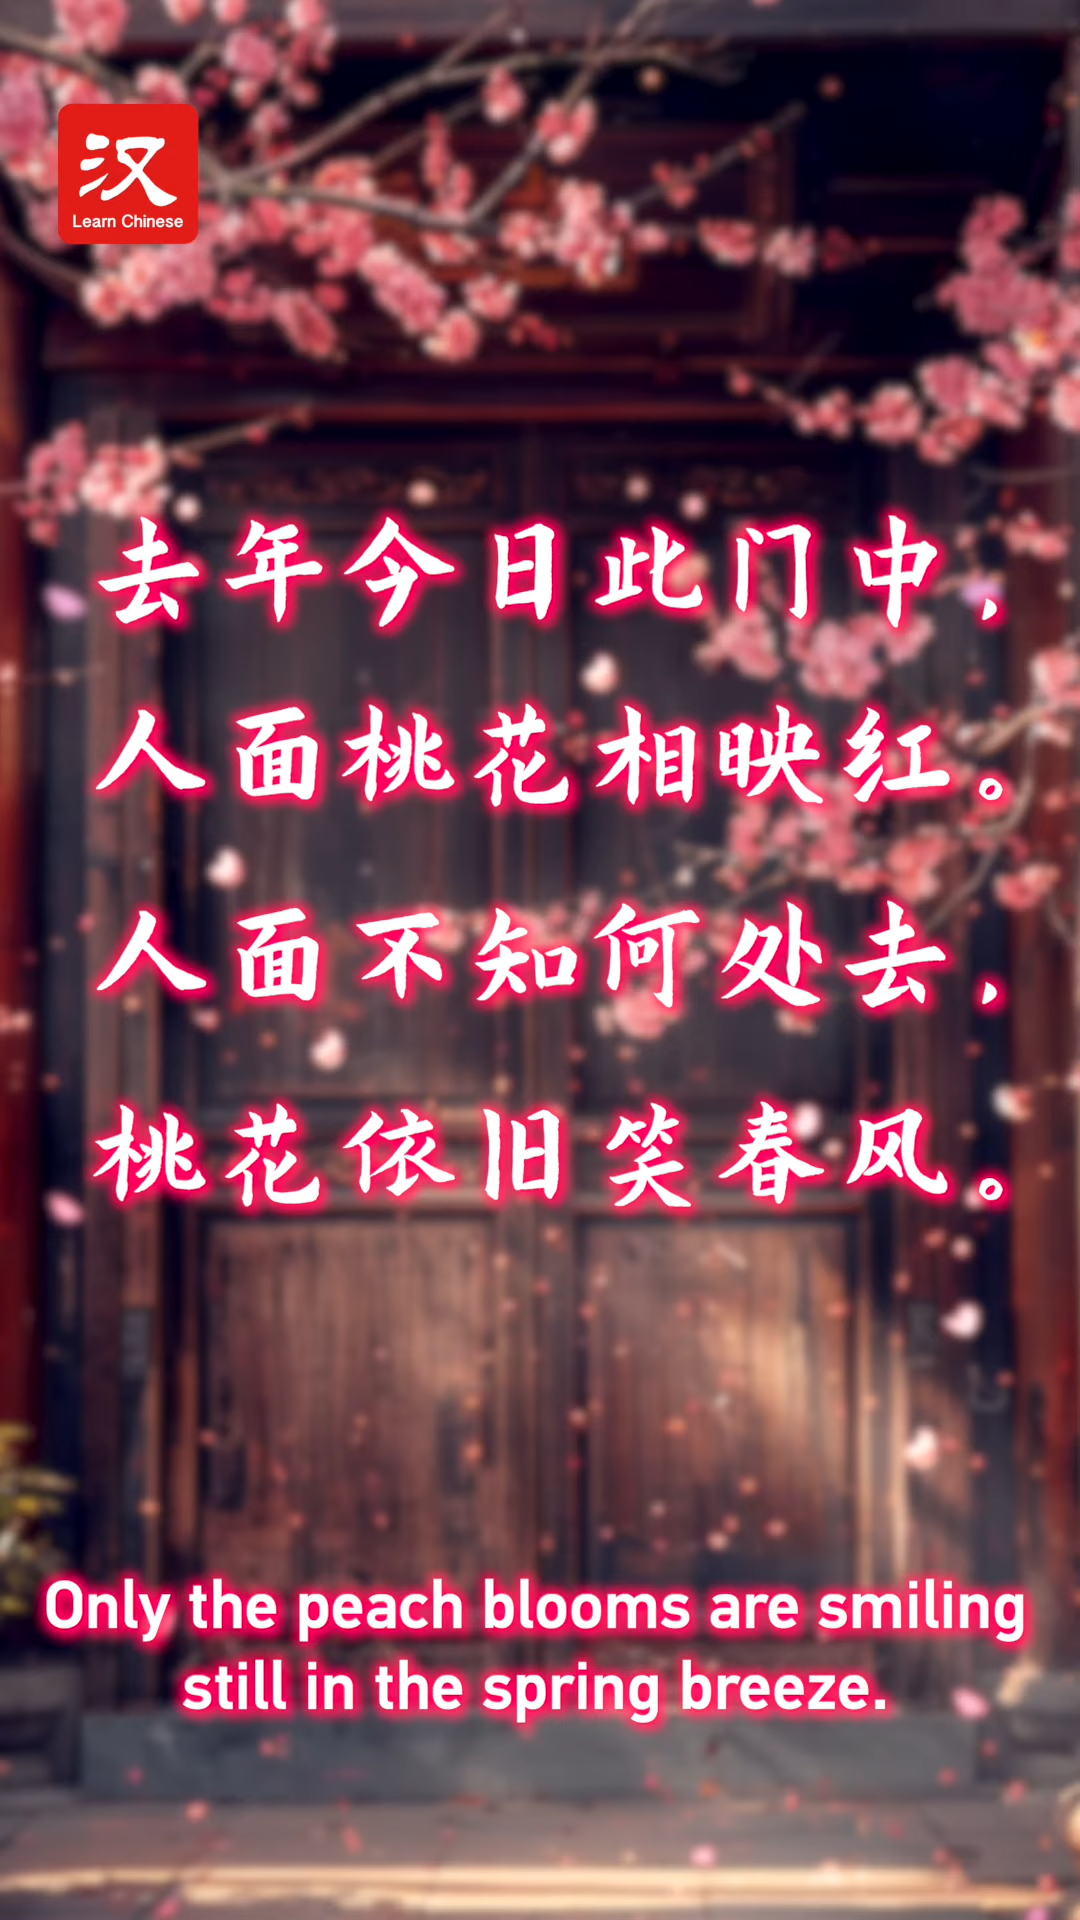 汉
Learn Chinese
去年今日此门中，
人面桃花相映红。
人面不知何处去，
桃花依旧笑春风。
Only the peach blooms are smiling
still in the spring breeze.